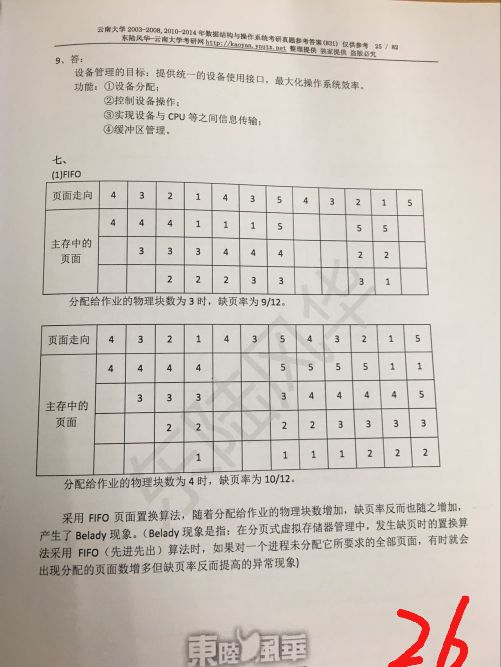 云南大学 2003-2008,2010-2014 年数据结构与操作系统考研真题参考答案(831) 仅供参考 25 / 82
东陆风华-云南大学考研网 整理提供 独家提供 盗版必究
9、答：
设备管理的目标：提供统一的设备使用接口，最大化操作系统效率。
功能：①设备分配；
②控制设备操作；
③实现设备与 CPU 等之间信息传输；
④缓冲区管理。
七、
(1)FIFO
页面走向 4 3 2 1 4 3 5 4 3 2 1 5
主存中的页面 4 4 4 1 1 1 5 5 5
3 3 3 4 4 4 2 2
2 2 2 3 3 3 1
分配给作业的物理块数为 3 时，缺页率为 9/12。
页面走向 4 3 2 1 4 3 5 4 3 2 1 5
主存中的页面 4 4 4 4 5 5 5 5 1 1
3 3 3 3 4 4 4 4 5
2 2 2 2 3 3 3 3
1 1 1 1 2 2 2
分配给作业的物理块数为 4 时，缺页率为 10/12。
采用 FIFO 页面置换算法，随着分配给作业的物理块数增加，缺页率反而也随之增加，
产生了 Belady 现象。（Belady 现象是指：在分页式虚拟存储器管理中，发生缺页时的置换算
法采用 FIFO（先进先出）算法时，如果对一个进程未分配它所要求的全部页面，有时就会
出现分配的页面数增多但缺页率反而提高的异常现象)
东陆风华
東陸風華
26